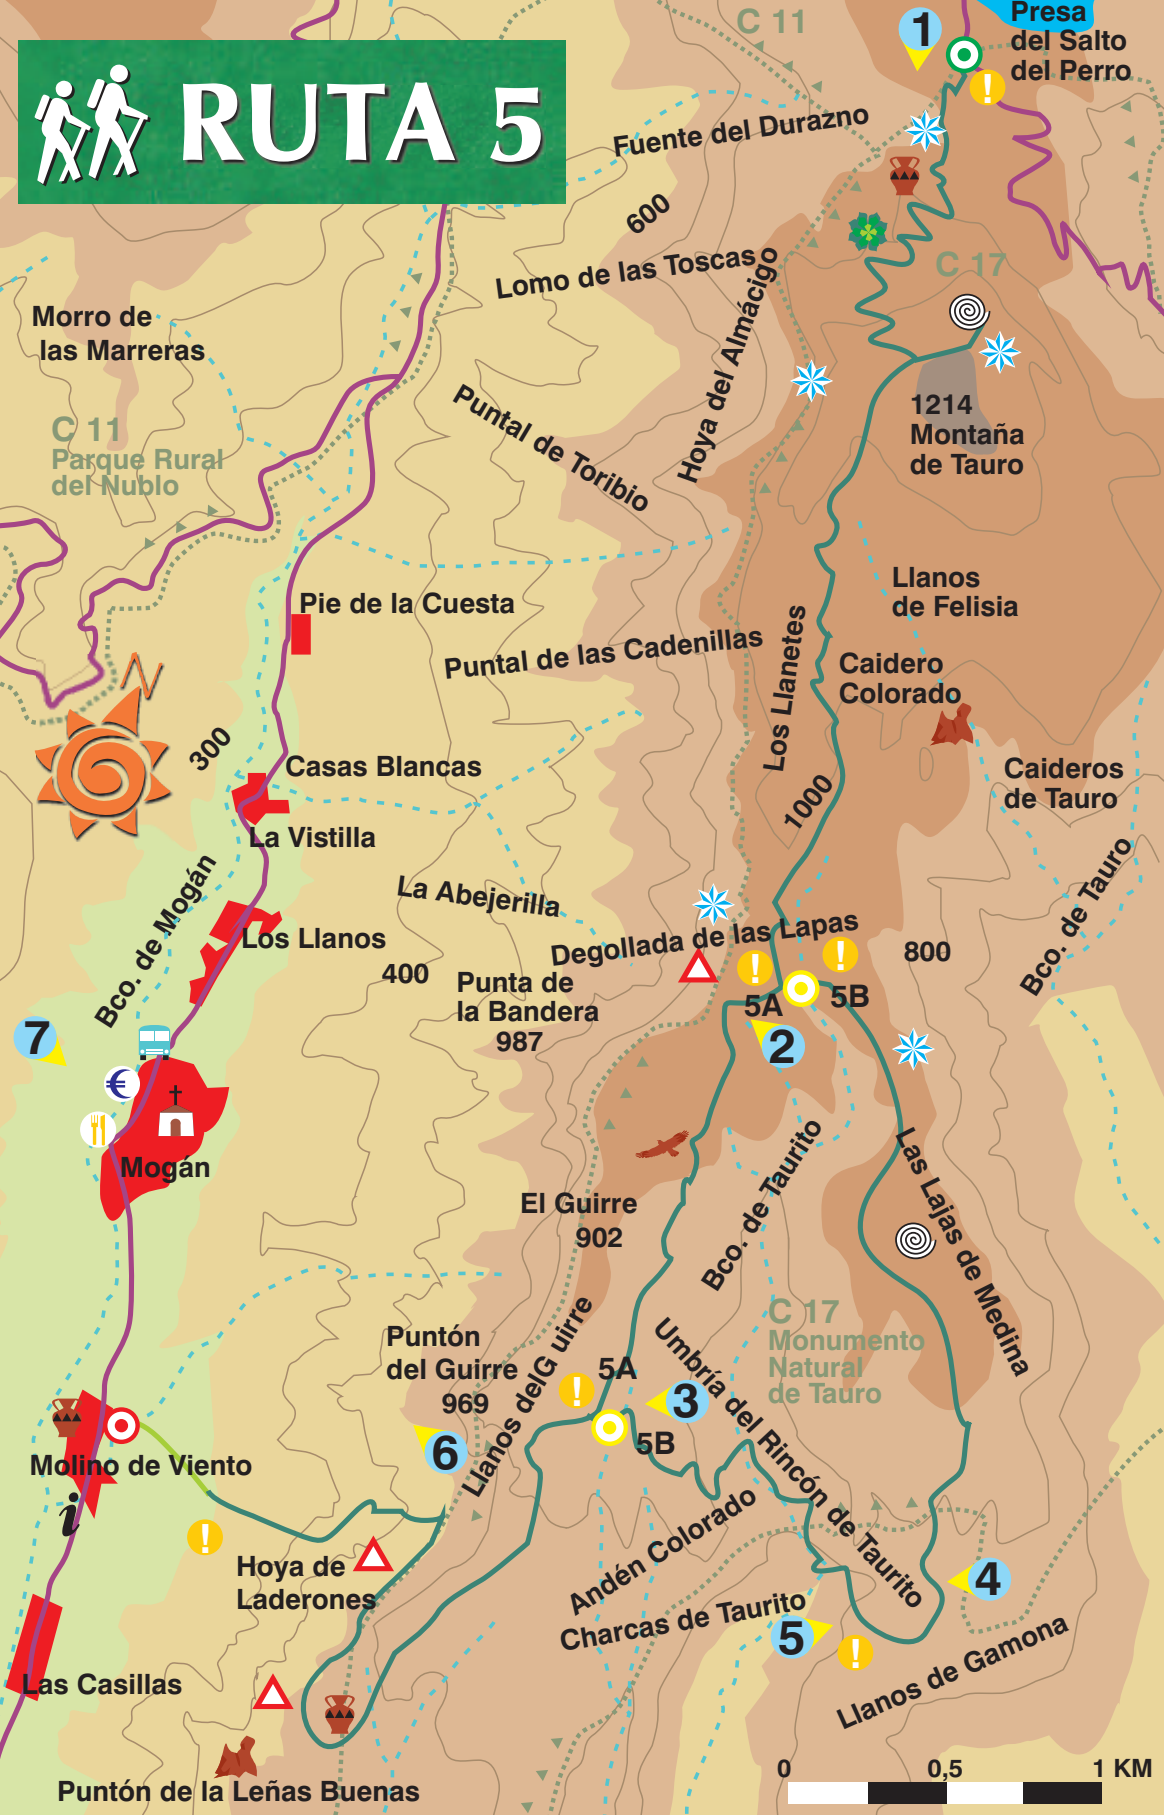 RUTA 5
C 11
1
Presa
del Salto
del Perro
!
Fuente del Durazno
600
Lomo de las Toscas
Hoya del Almácigo
C 17
Morro de
las Marreras
C 11
Parque Rural
del Nublo
Puntal de Toribio
1214
Montaña
de Tauro
Llanos
de Felisia
Pie de la Cuesta
Puntal de las Cadenillas
Los Llanetes
Caidero
Colorado
N
300
Casas Blancas
La Vistilla
1000
Caideros
de Tauro
Bco. de Mogán
La Abejerilla
Los Llanos
Degollada de las Lapas
400
Punta de
la Bandera
987
800
Bco. de Tauro
!
!
5A
5B
2
7
€
Mogán
El Guirre
902
Bco. de Taurito
Las Lajas de Medina
C 17
Monumento
Natural
de Tauro
Puntón
del Guirre
969
Llanos delG uirre
Umbría del Rincón de Taurito
!
5A
3
5B
6
Molino de Viento
i
!
Hoya de
Laderones
Andén Colorado
Charcas de Taurito
4
5
!
Llanos de Gamona
Las Casillas
Puntón de la Leñas Buenas
0
0,5
1 KM